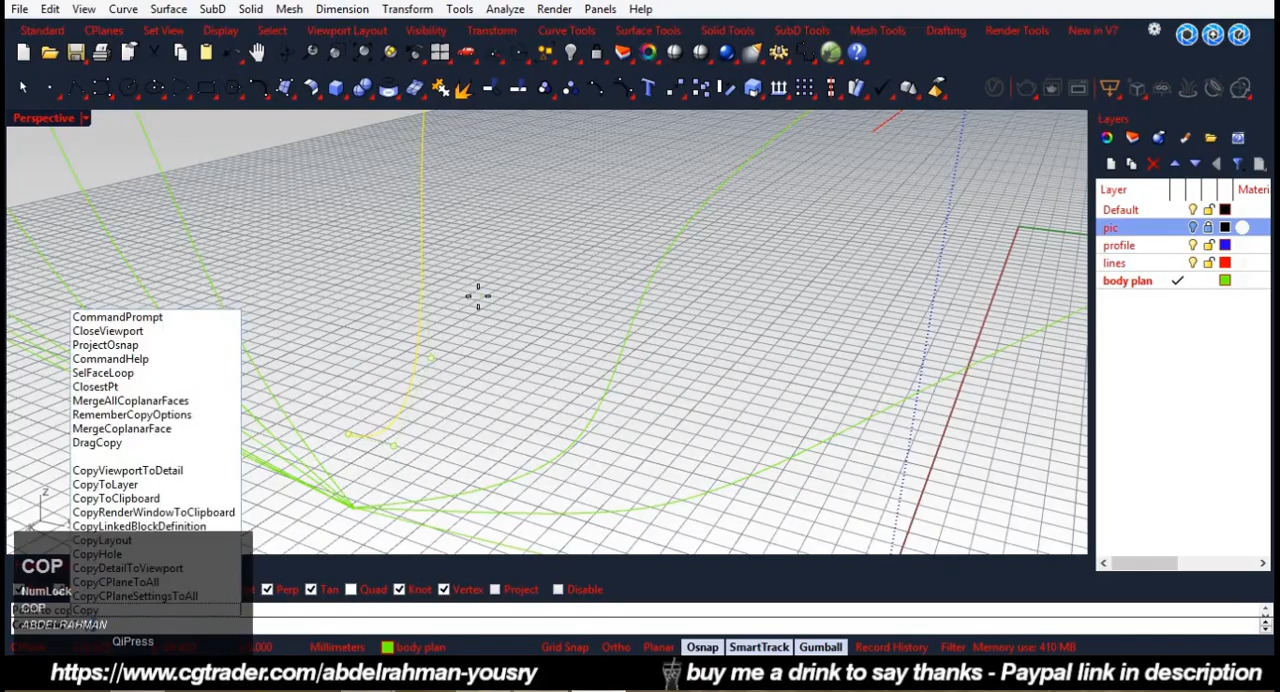 File Edit View Curve Surface SubD Solid Mesh Dimension Transform Tools Analyze Render Panels Help
Standard CPlanes Set View Display Select Viewport Layout Visibility Transform Curve Tools Surface Tools Solid Tools SubD Tools Mesh Tools Drafting Render Tools New in V7
Perspective
Layers
Layer Materi
Default
pic
profile
lines
body plan
CommandPrompt
CloseViewport
ProjectOsnap
CommandHelp
SelFaceLoop
ClosestPt
MergeAllCoplanarFaces
RememberCopyOptions
MergeCoplanarFace
DragCopy
CopyViewportToDetail
CopyToLayer
CopyToClipboard
CopyRenderWindowToClipboard
CopyLinkedBlockDefinition
CopyLayout
CopyHole
CopyDetailToViewport
CopyCPlaneToAll
CopyCPlaneSettingsToAll
Copy
z
COP
NumLock
COP
ABDELRAHMAN
QiPress
Perp Tan Quad Knot Vertex Project Disable
Millimeters body plan Grid Snap Ortho Planar Osnap SmartTrack Gumball Record History Filter Memory use: 410 MB
https://www.cgtrader.com/abdelrahman-yousry buy me a drink to say thanks - Paypal link in description